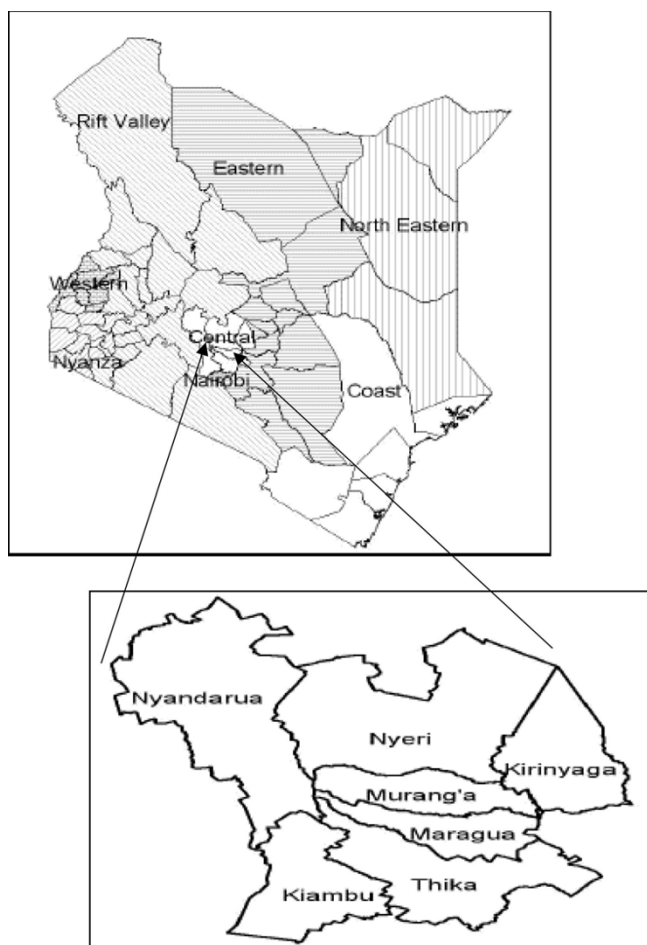 Rift Valley
Eastern
North Eastern
Western
Central
Nyanza
Nairobi
Coast
Nyandarua
Nyeri
Kirinyaga
Murang'a
Maragua
Kiambu
Thika